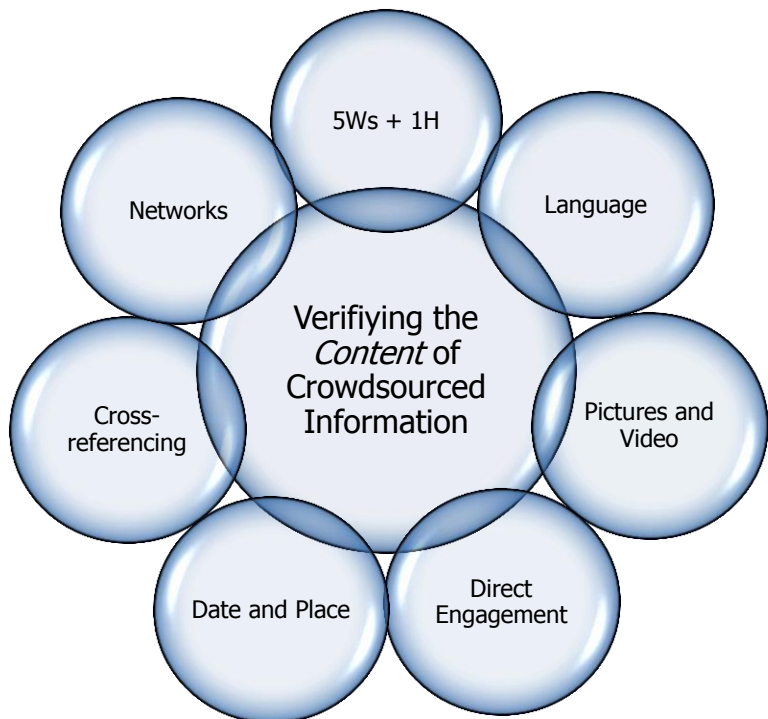 5Ws + 1H
Networks
Language
Verifiying the
Content of
Crowdsourced
Information
Cross-
referencing
Pictures and
Video
Date and Place
Direct
Engagement